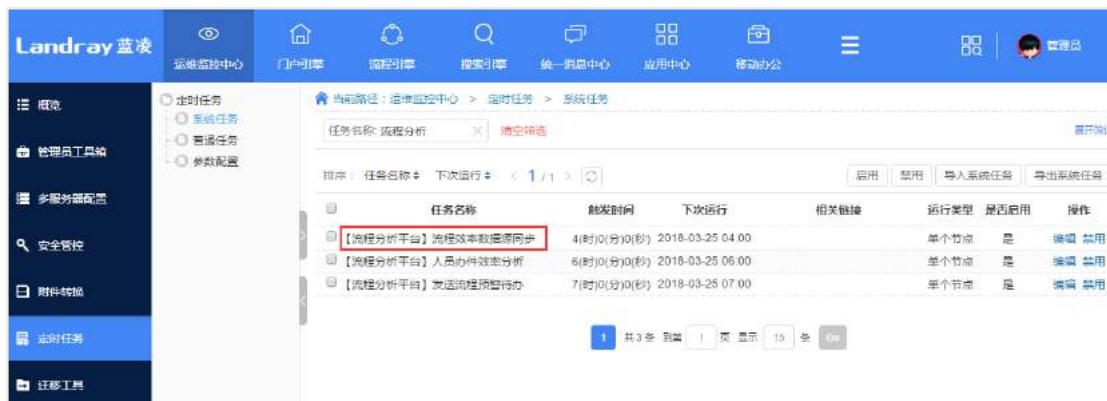 Landray 蓝凌
运维监控中心
门户引擎
流程引擎
搜索引擎
统一消息中心
应用中心
移动办公
管理员
概览
管理员工具箱
多服务器配置
安全管控
附件转换
定时任务
迁移工具
定时任务
系统任务
普通任务
参数配置
当前路径：运维监控中心 > 定时任务 > 系统任务
任务名称: 流程分析 × 清空筛选
展开筛选
排序： 任务名称 下次运行 < 1 / 1 >
启用 禁用 导入系统任务 导出系统任务
任务名称 触发时间 下次运行 相关链接 运行类型 是否启用 操作
【流程分析平台】流程效率数据源同步 4(时)0(分)0(秒) 2018-03-25 04:00 单个节点 是 编辑 禁用
【流程分析平台】人员办件效率分析 6(时)0(分)0(秒) 2018-03-25 06:00 单个节点 是 编辑 禁用
【流程分析平台】发送流程预警待办 7(时)0(分)0(秒) 2018-03-25 07:00 单个节点 是 编辑 禁用
1 共3条 到第 1 页 显示 15 条 Go